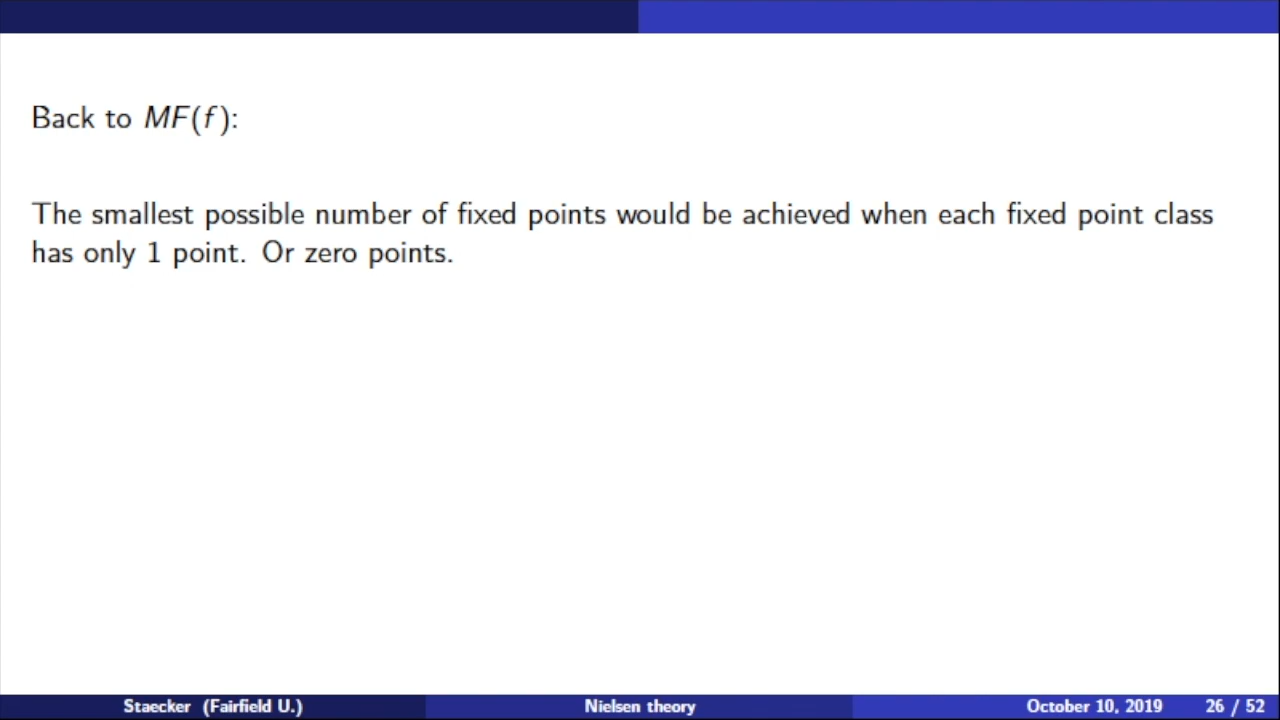 Back to MF(f):
The smallest possible number of fixed points would be achieved when each fixed point class
has only 1 point. Or zero points.
Staecker (Fairfield U.) Nielsen theory October 10, 2019 26 / 52